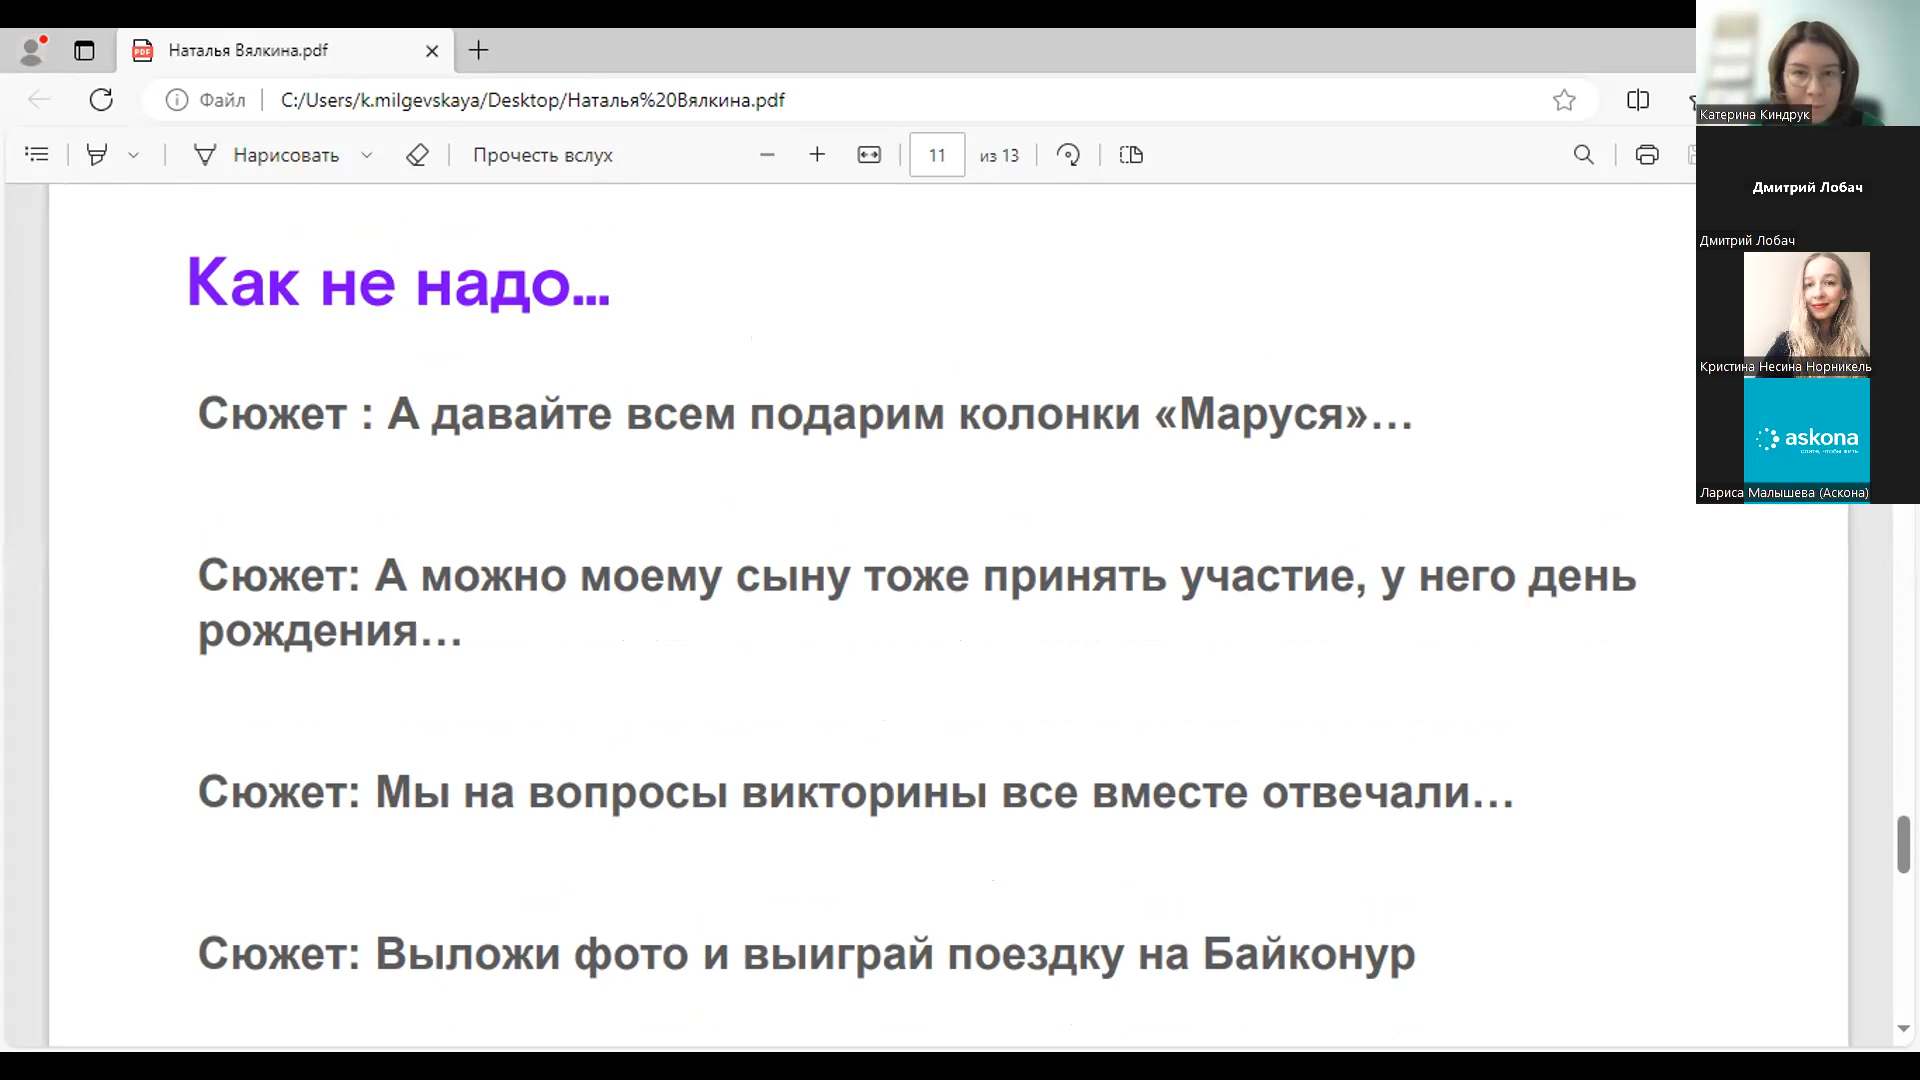 Наталья Вялкина.pdf
Файл
C:/Users/k.milgevskaya/Desktop/Наталья%20Вялкина.pdf
Нарисовать
Прочесть вслух
11
из 13
Как не надо...
Сюжет : А давайте всем подарим колонки «Маруся»...
Сюжет: А можно моему сыну тоже принять участие, у него день
рождения...
Сюжет: Мы на вопросы викторины все вместе отвечали...
Сюжет: Выложи фото и выиграй поездку на Байконур
Катерина Киндрук
Дмитрий Лобач
Дмитрий Лобач
Кристина Несина Норникель
askona
спите, чтобы жить
Лариса Малышева (Аскона)